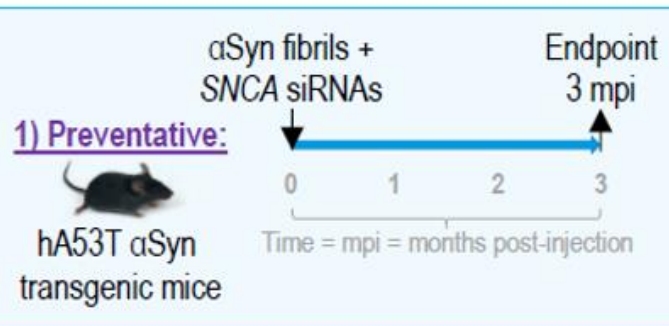 αSyn fibrils +
SNCA siRNAs
Endpoint
3 mpi
1) Preventative:
0 1 2 3
Time = mpi = months post-injection
hA53T αSyn
transgenic mice